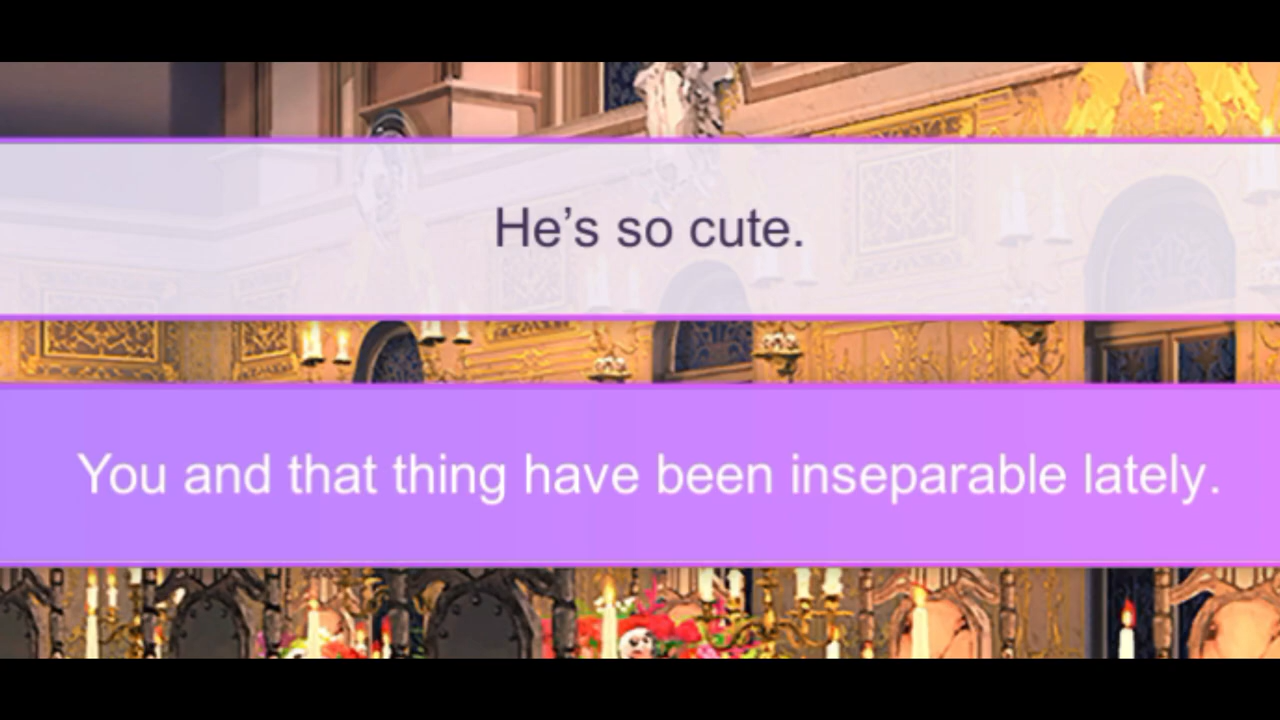 He’s so cute.
You and that thing have been inseparable lately.